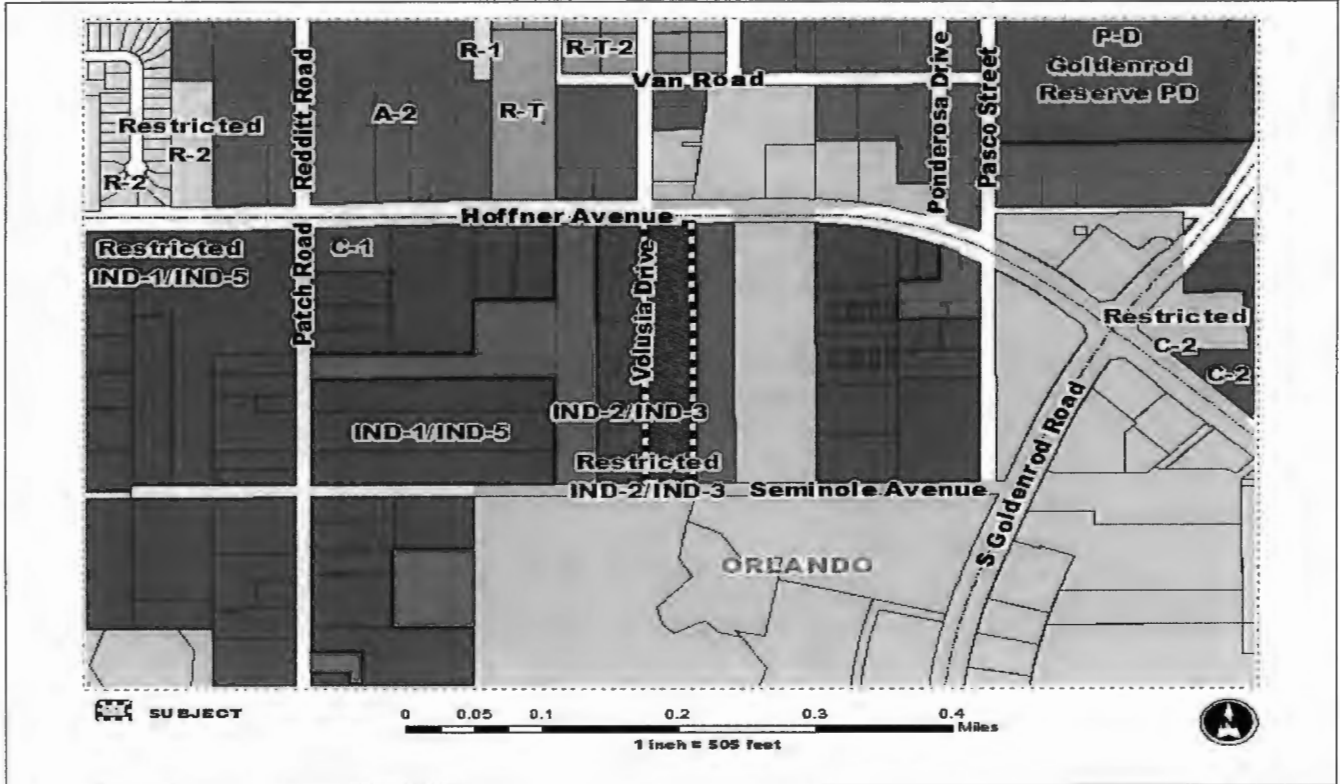 R-1
R-T-2
P-D
Goldenrod
Reserve PD
Redditt Road
A-2
R-T
Van Road
Ponderosa Drive
Pasco Street
Restricted
R-2
R-2
Hoffner Avenue
Restricted
IND-1/IND-5
C-1
Patch Road
Volusia Drive
Restricted
C-2
C-2
IND-1/IND-5
IND-2/IND-3
Restricted
IND-2/IND-3
Seminole Avenue
S Goldenrod Road
ORLANDO
SUBJECT
0 0.05 0.1 0.2 0.3 0.4
Miles
1 inch = 505 feet
N